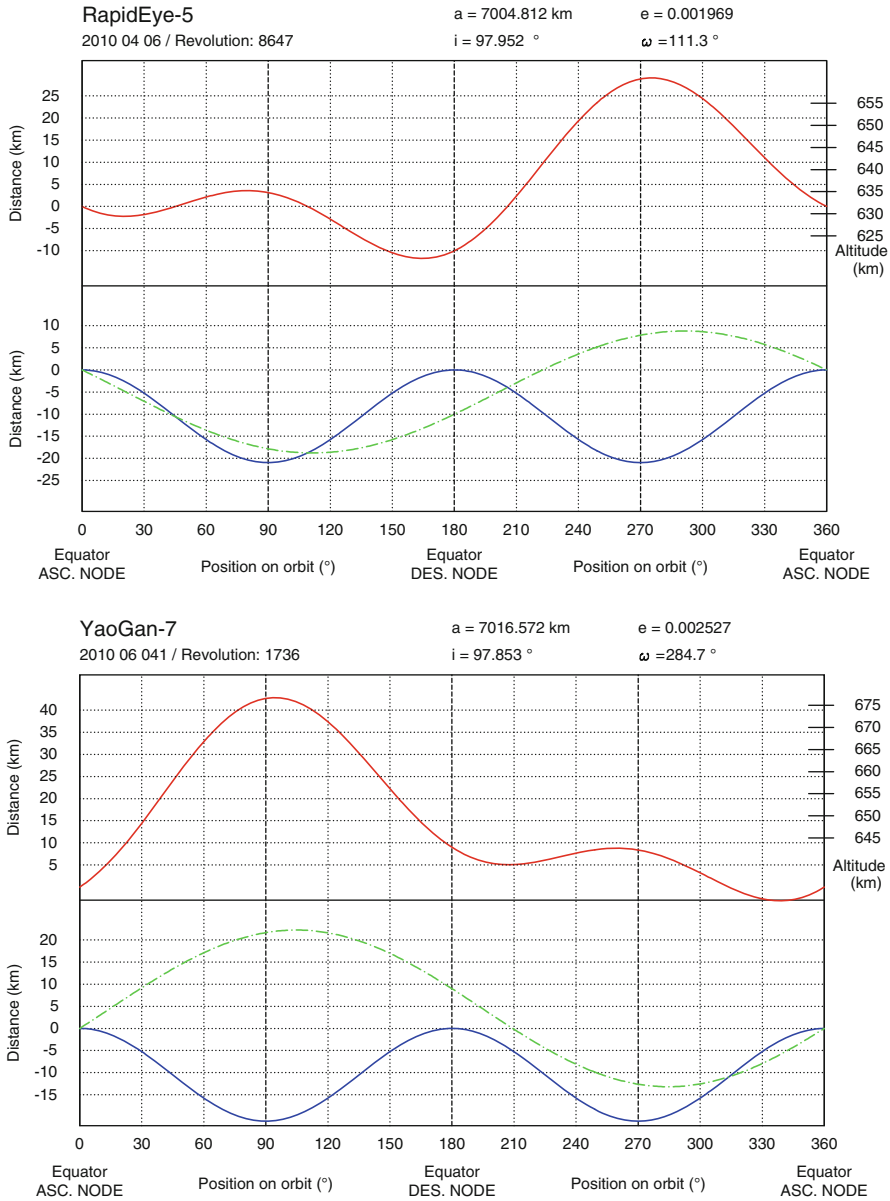 RapidEye-5 a = 7004.812 km e = 0.001969
2010 04 06 / Revolution: 8647 i = 97.952 ° ω =111.3 °
Distance (km)
25
20
15
10
5
0
-5
-10
655
650
645
640
635
630
625
Altitude
(km)
Distance (km)
10
5
0
-5
-10
-15
-20
-25
0 30 60 90 120 150 180 210 240 270 300 330 360
Equator Equator Equator
ASC. NODE Position on orbit (°) DES. NODE Position on orbit (°) ASC. NODE
YaoGan-7 a = 7016.572 km e = 0.002527
2010 06 041 / Revolution: 1736 i = 97.853 ° ω =284.7 °
Distance (km)
40
35
30
25
20
15
10
5
675
670
665
660
655
650
645
Altitude
(km)
Distance (km)
20
15
10
5
0
-5
-10
-15
0 30 60 90 120 150 180 210 240 270 300 330 360
Equator Equator Equator
ASC. NODE Position on orbit (°) DES. NODE Position on orbit (°) ASC. NODE